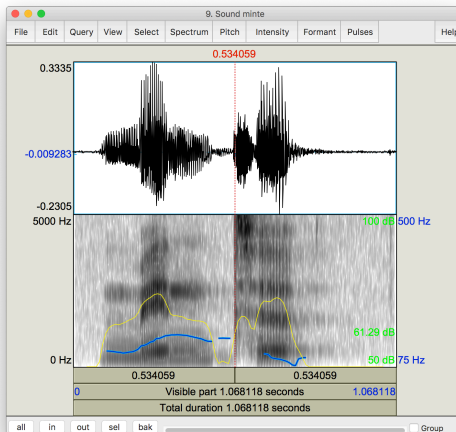 9. Sound minte
File Edit Query View Select Spectrum Pitch Intensity Formant Pulses Help
0.534059
0.3335
-0.009283
-0.2305
5000 Hz 100 dB 500 Hz
61.29 dB
0 Hz 50 dB 75 Hz
0.534059 0.534059
0 Visible part 1.068118 seconds 1.068118
Total duration 1.068118 seconds
all in out sel bak Group